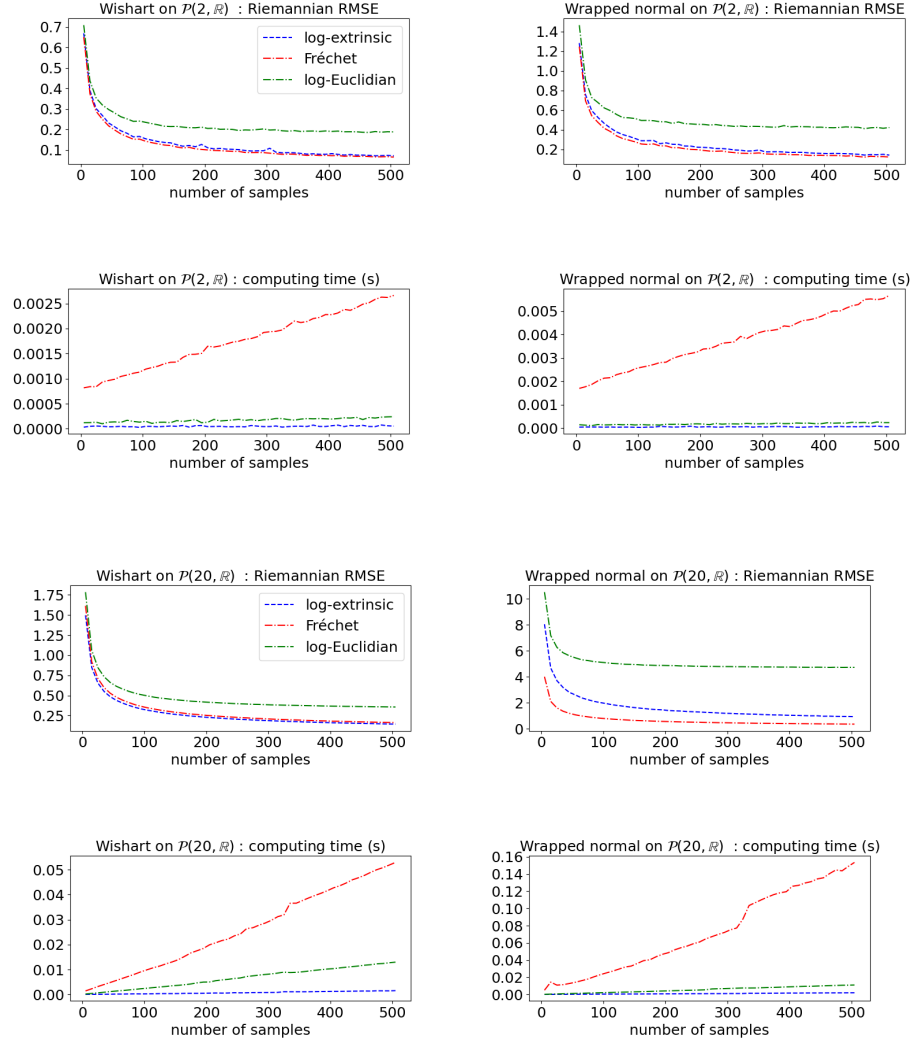 Wishart on 𝒫(2, ℝ) : Riemannian RMSE
0.7
0.6
0.5
0.4
0.3
0.2
0.1
log-extrinsic
Fréchet
log-Euclidian
0 100 200 300 400 500
number of samples
Wrapped normal on 𝒫(2, ℝ) : Riemannian RMSE
1.4
1.2
1.0
0.8
0.6
0.4
0.2
0 100 200 300 400 500
number of samples
Wishart on 𝒫(2, ℝ) : computing time (s)
0.0025
0.0020
0.0015
0.0010
0.0005
0.0000
0 100 200 300 400 500
number of samples
Wrapped normal on 𝒫(2, ℝ) : computing time (s)
0.005
0.004
0.003
0.002
0.001
0.000
0 100 200 300 400 500
number of samples
Wishart on 𝒫(20, ℝ) : Riemannian RMSE
1.75
1.50
1.25
1.00
0.75
0.50
0.25
log-extrinsic
Fréchet
log-Euclidian
0 100 200 300 400 500
number of samples
Wrapped normal on 𝒫(20, ℝ) : Riemannian RMSE
10
8
6
4
2
0
0 100 200 300 400 500
number of samples
Wishart on 𝒫(20, ℝ) : computing time (s)
0.05
0.04
0.03
0.02
0.01
0.00
0 100 200 300 400 500
number of samples
Wrapped normal on 𝒫(20, ℝ) : computing time (s)
0.16
0.14
0.12
0.10
0.08
0.06
0.04
0.02
0.00
0 100 200 300 400 500
number of samples